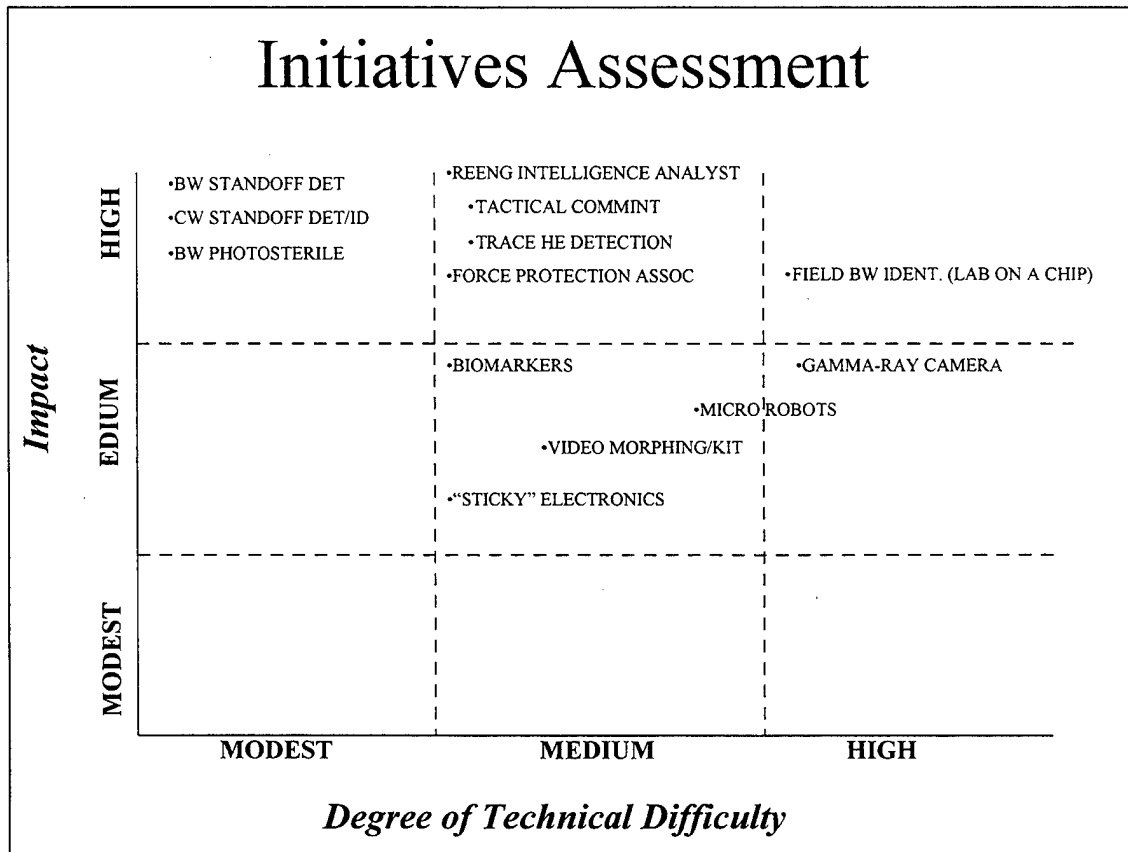 Initiatives Assessment
•BW STANDOFF DET
•CW STANDOFF DET/ID
•BW PHOTOSTERILE
•REENG INTELLIGENCE ANALYST
•TACTICAL COMMINT
•TRACE HE DETECTION
•FORCE PROTECTION ASSOC
•FIELD BW IDENT. (LAB ON A CHIP)
HIGH
•BIOMARKERS
•GAMMA-RAY CAMERA
•MICRO ROBOTS
•VIDEO MORPHING/KIT
•“STICKY” ELECTRONICS
Impact
EDIUM
MODEST
MODEST
MEDIUM
HIGH
Degree of Technical Difficulty